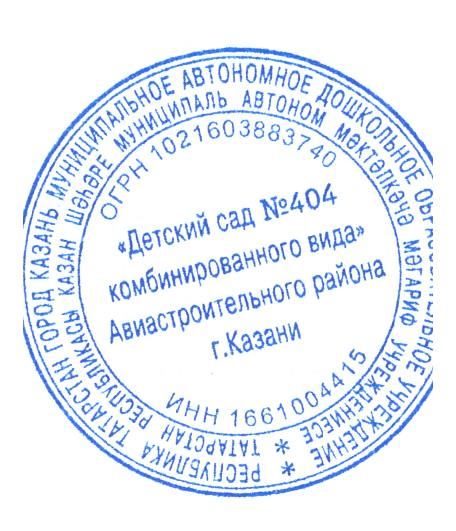 РЕСПУБЛИКА ТАТАРСТАН ГОРОД КАЗАНЬ МУНИЦИПАЛЬНОЕ АВТОНОМНОЕ ДОШКОЛЬНОЕ ОБРАЗОВАТЕЛЬНОЕ УЧРЕЖДЕНИЕ *
ТАТАРСТАН РЕСПУБЛИКАСЫ КАЗАН ШӘҺӘРЕ МУНИЦИПАЛЬ АВТОНОМ МӘКТӘПКӘЧӘ МӘГАРИФ УЧРЕЖДЕНИЕСЕ *
ОГРН 1021603883740
«Детский сад №404
комбинированного вида»
Авиастроительного района
г.Казани
ИНН 1661004415